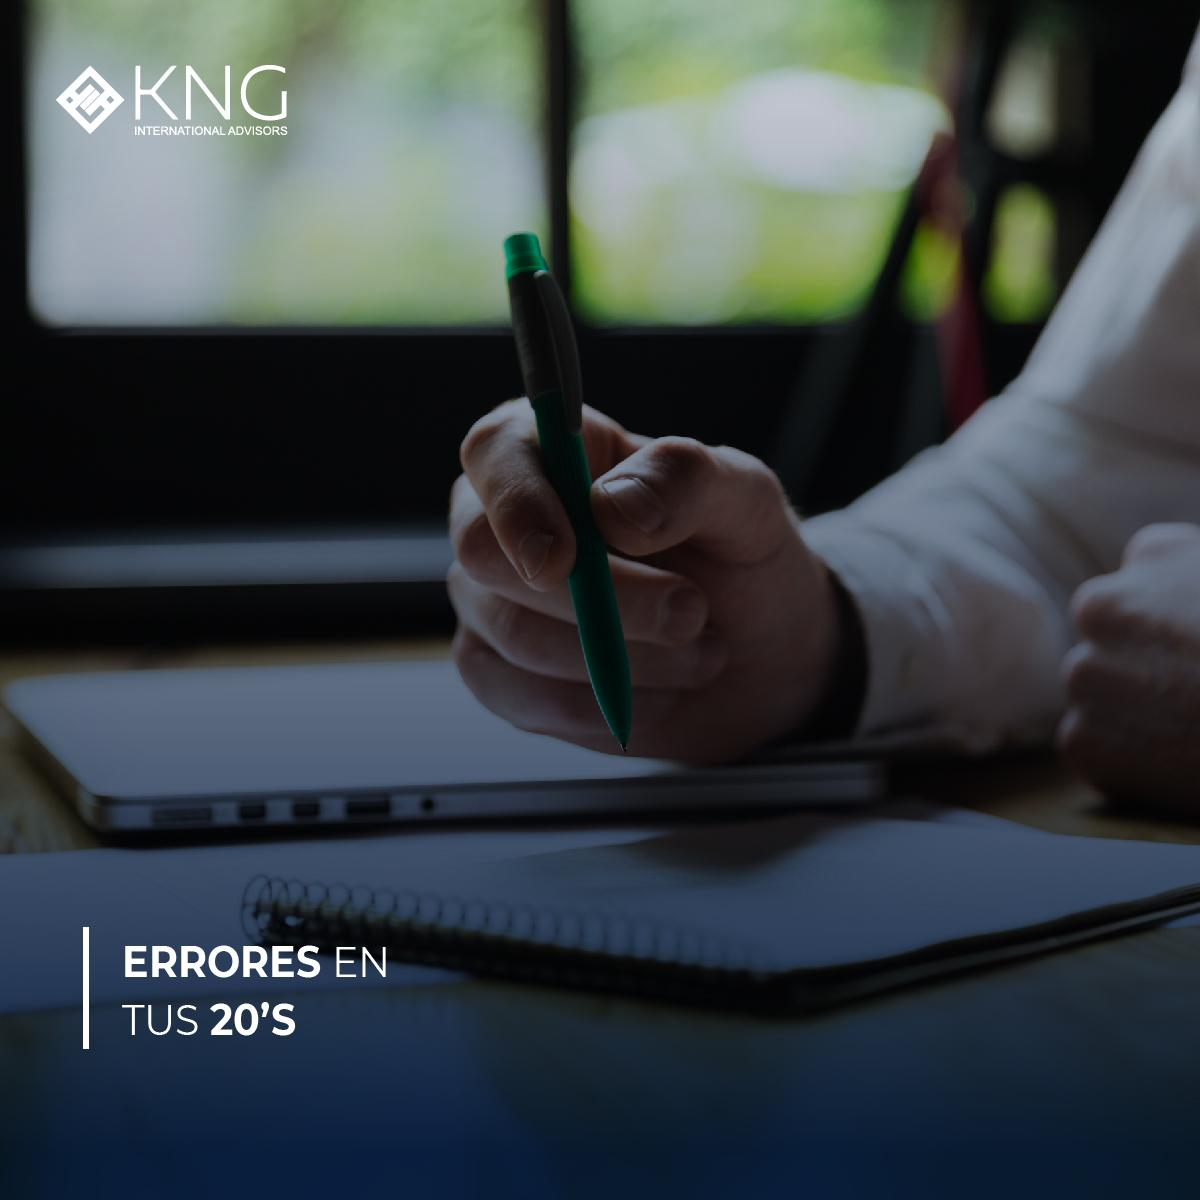 KNG
INTERNATIONAL ADVISORS
ERRORES EN
TUS 20'S